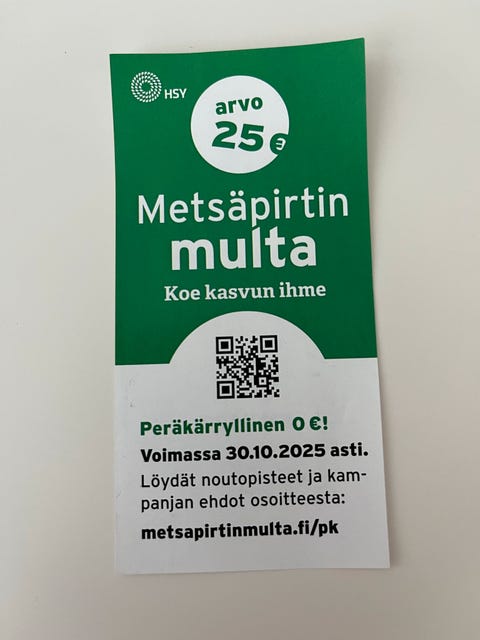 HSY
arvo
25 €
Metsäpirtin
multa
Koe kasvun ihme
Peräkärryllinen 0 €!
Voimassa 30.10.2025 asti.
Löydät noutopisteet ja kam-
panjan ehdot osoitteesta:
metsapirtinmulta.fi/pk